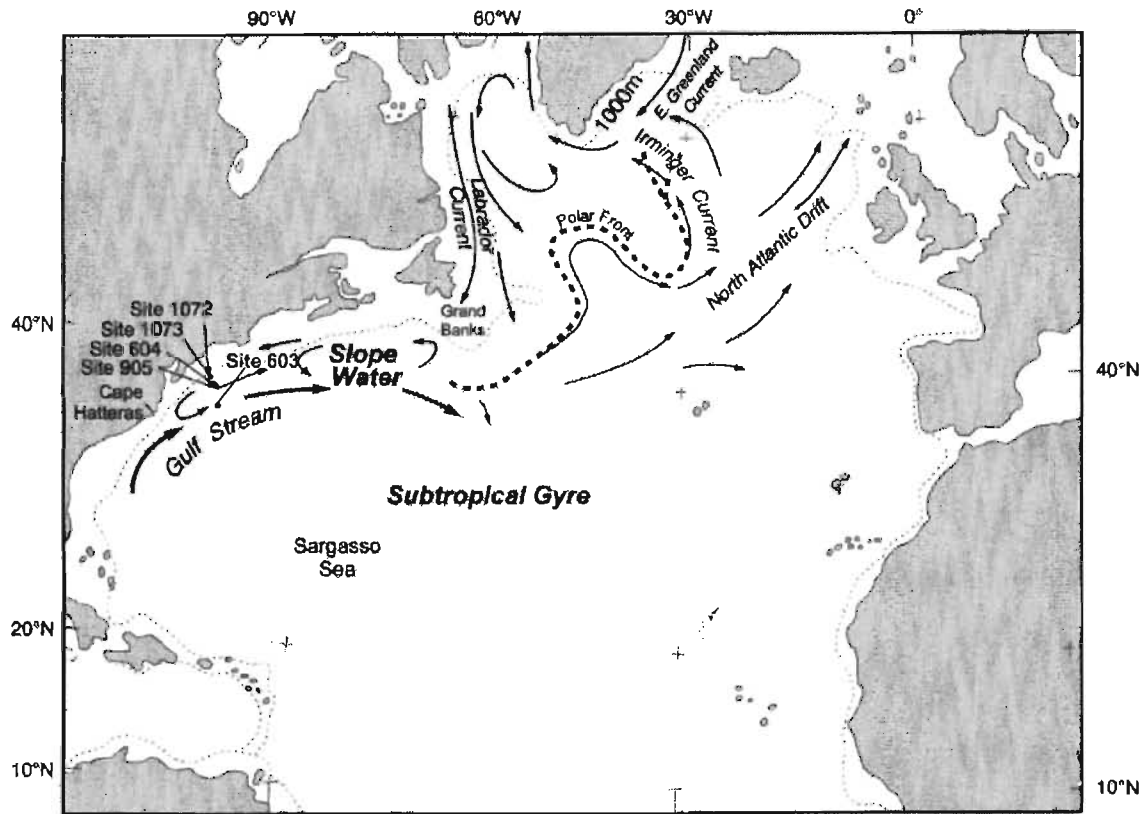 90°W
60°W
30°W
0°
E. Greenland
Current
1000m
Irminger Current
Labrador
Current
Polar Front
North Atlantic Drift
Site 1072
Site 1073
Site 604
Site 905
Site 603
40°N
40°N
Grand
Banks
Slope
Water
Cape
Hatteras
Gulf Stream
Subtropical Gyre
Sargasso
Sea
20°N
10°N
10°N